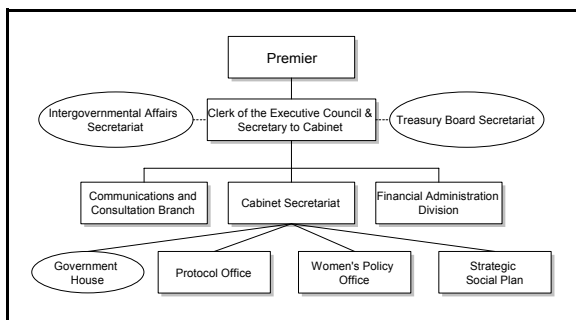 Premier
Intergovernmental Affairs
Secretariat
Clerk of the Executive Council &
Secretary to Cabinet
Treasury Board Secretariat
Communications and
Consultation Branch
Cabinet Secretariat
Financial Administration
Division
Government
House
Protocol Office
Women's Policy
Office
Strategic
Social Plan